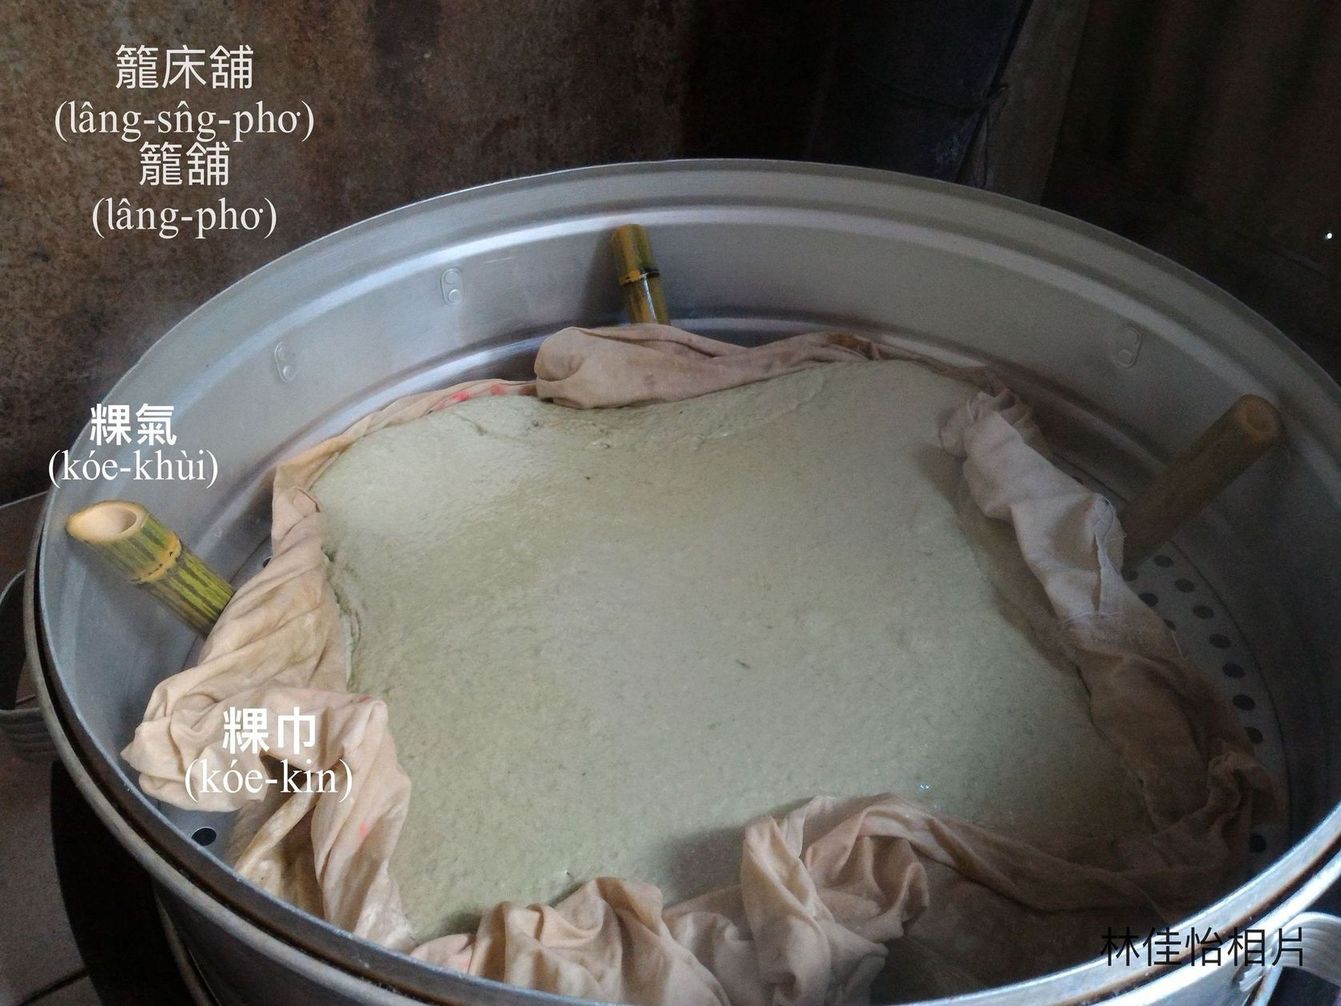 籠床舖
(lâng-sn̂g-phơ)
籠舖
(lâng-phơ)
粿氣
(kóe-khùi)
粿巾
(kóe-kin)
林佳怡相片